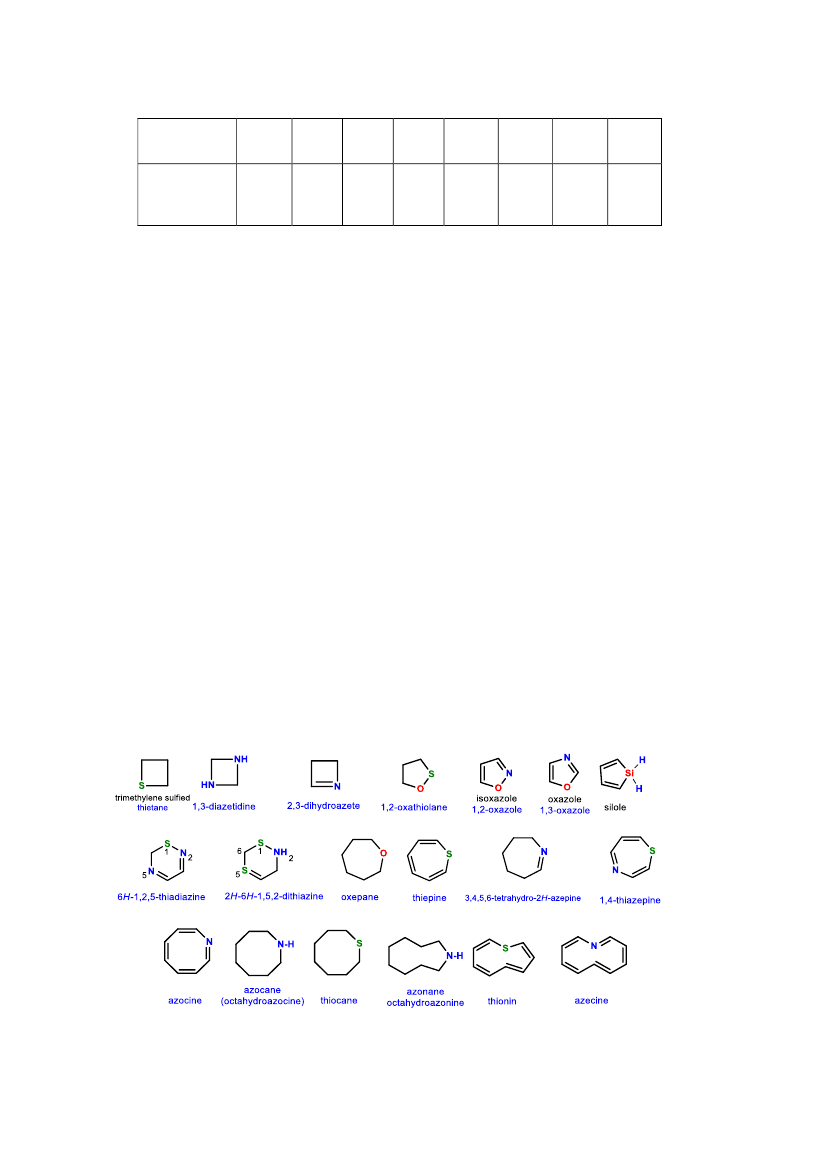 NH
S
HN
N
trimethylene sulfied
thietane
1,3-diazetidine
2,3-dihydroazete
S
O
1,2-oxathiolane
N
O
isoxazole
1,2-oxazole
N
O
oxazole
1,3-oxazole
H
Si
H
silole
S
1
N
2
N
5
6H-1,2,5-thiadiazine
6
S
1
NH
2
S
5
2H-6H-1,5,2-dithiazine
O
oxepane
S
thiepine
N
3,4,5,6-tetrahydro-2H-azepine
S
N
1,4-thiazepine
N
azocine
N-H
azocane
(octahydroazocine)
S
thiocane
N-H
azonane
octahydroazonine
S
thionin
N
azecine